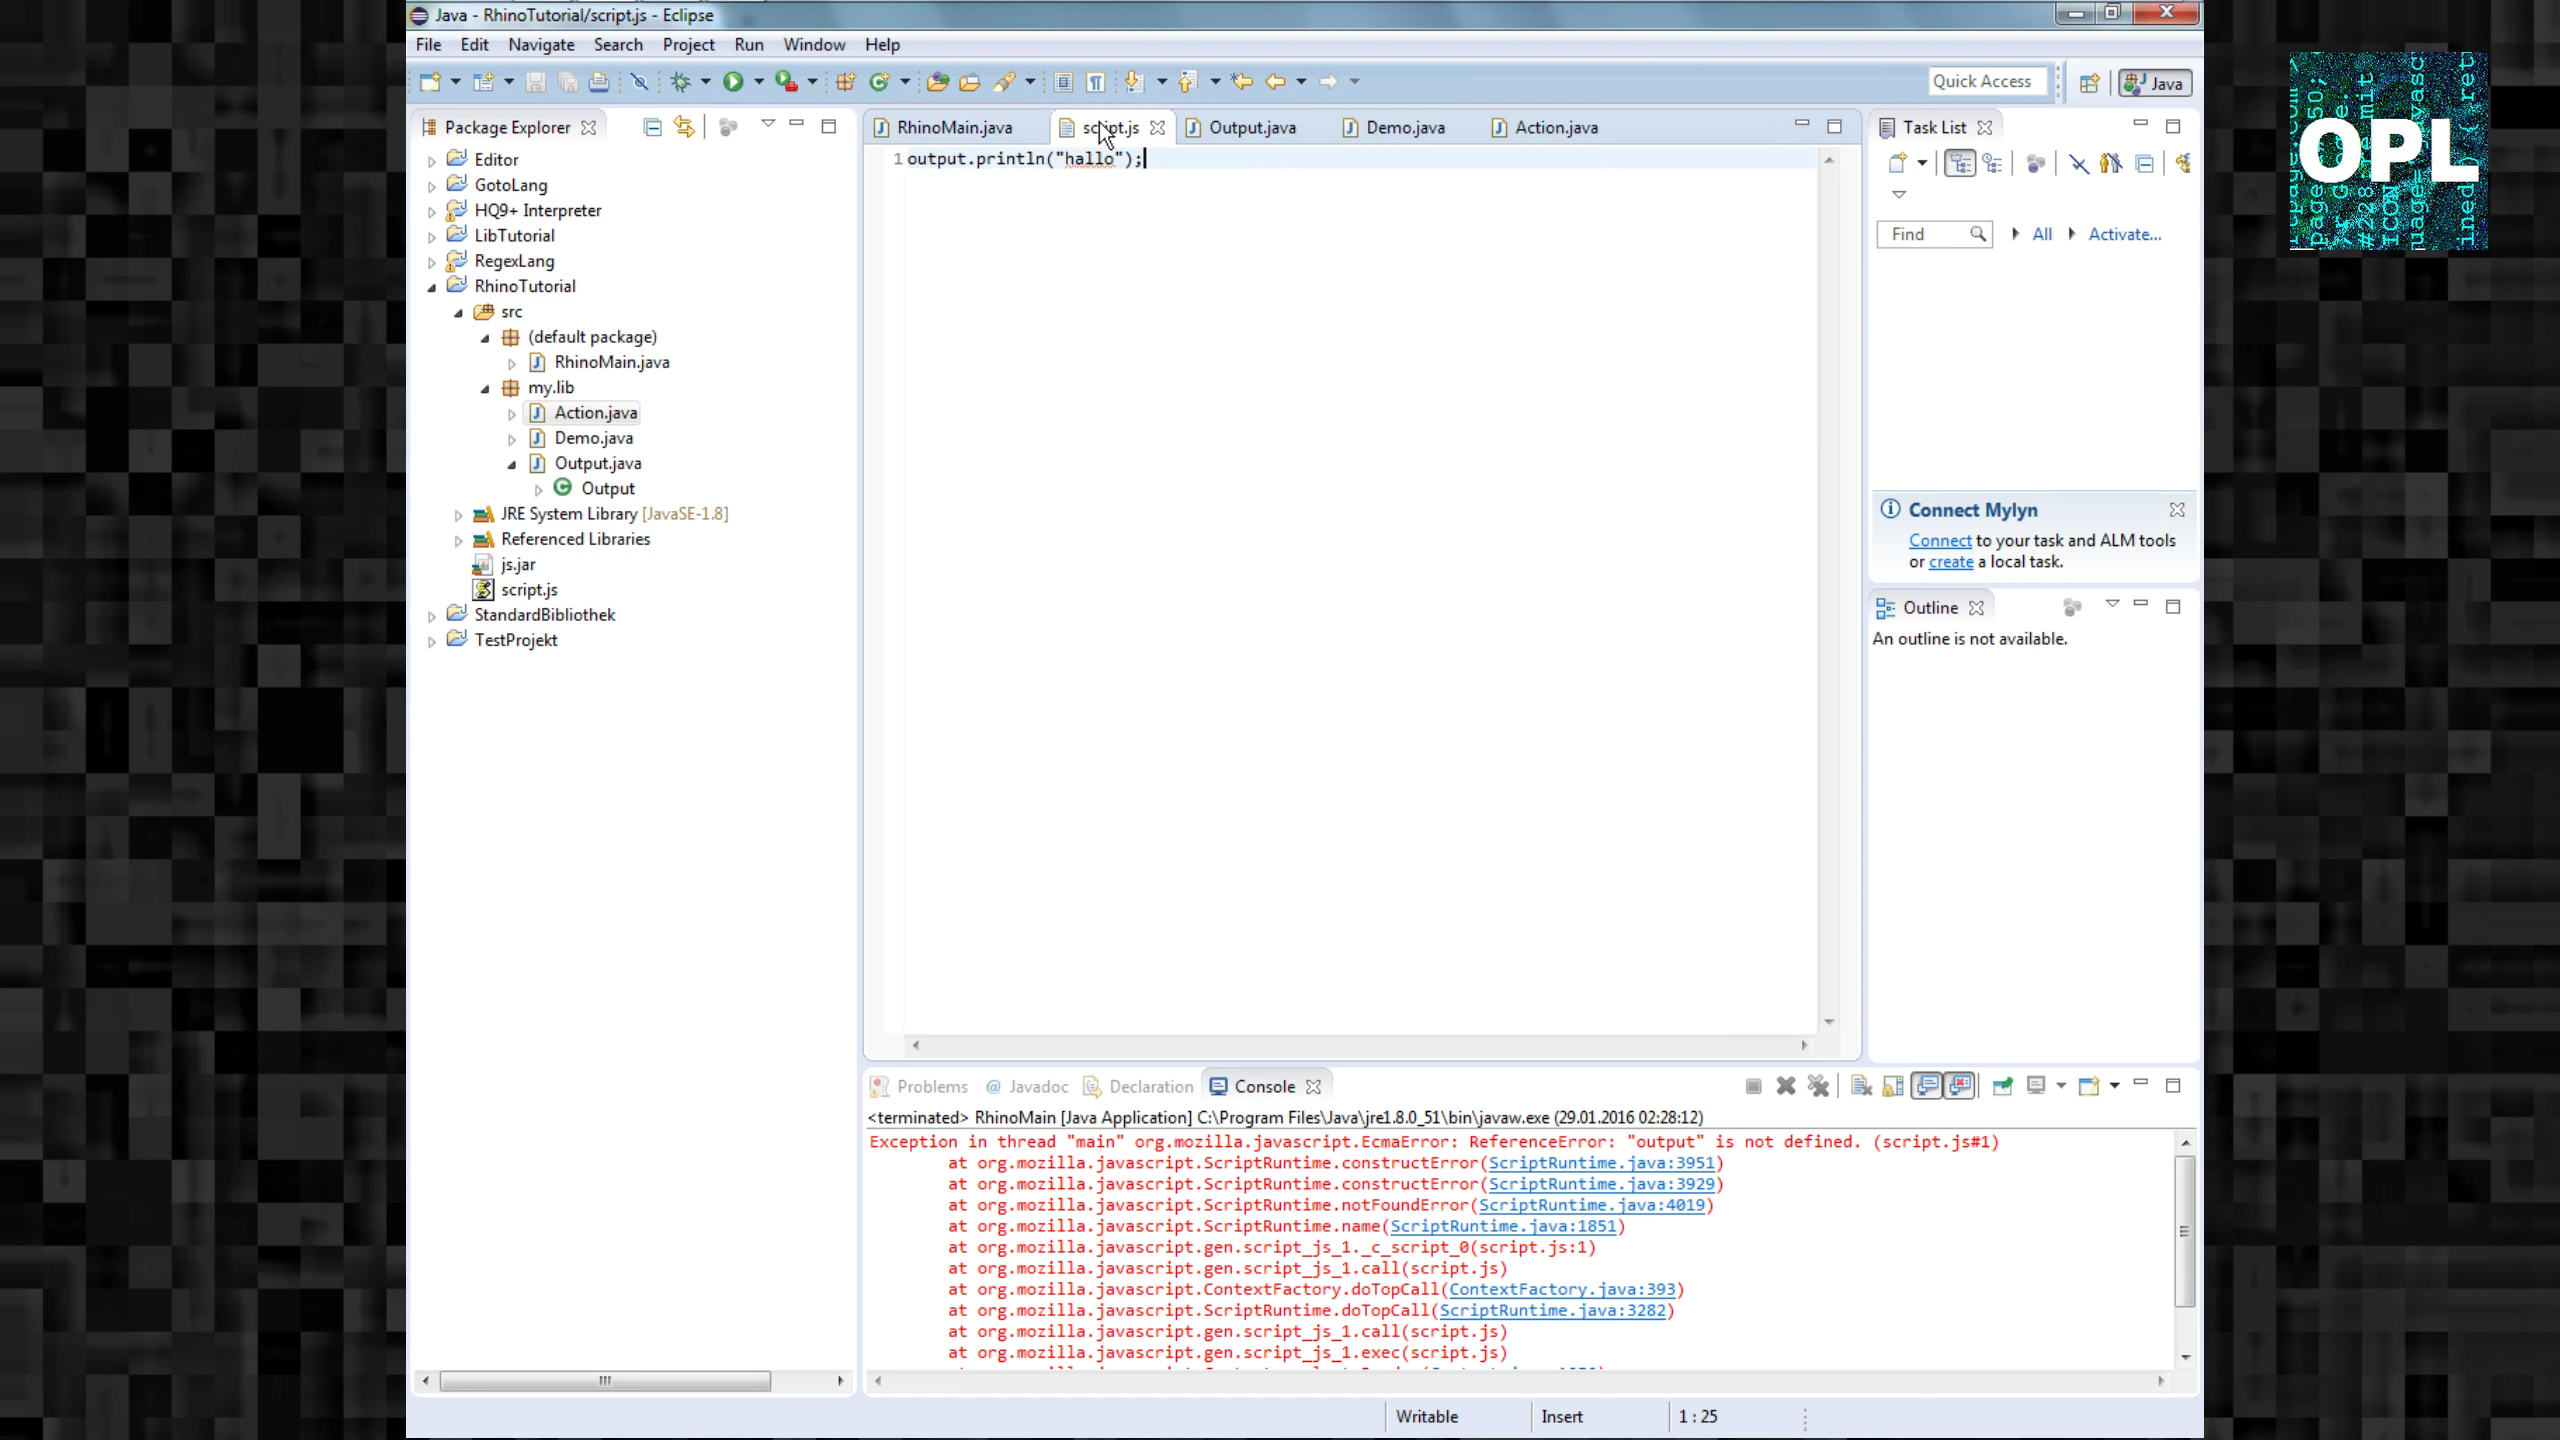 Java - RhinoTutorial/script.js - Eclipse
File Edit Navigate Search Project Run Window Help
Quick Access Java
Package Explorer
Editor
GotoLang
HQ9+ Interpreter
LibTutorial
RegexLang
RhinoTutorial
src
(default package)
RhinoMain.java
my.lib
Action.java
Demo.java
Output.java
Output
JRE System Library [JavaSE-1.8]
Referenced Libraries
js.jar
script.js
StandardBibliothek
TestProjekt
RhinoMain.java script.js Output.java Demo.java Action.java
1 output.println("hallo");
Task List
Find All Activate...
Connect Mylyn
Connect to your task and ALM tools
or create a local task.
Outline
An outline is not available.
Problems @ Javadoc Declaration Console
<terminated> RhinoMain [Java Application] C:\Program Files\Java\jre1.8.0_51\bin\javaw.exe (29.01.2016 02:28:12)
Exception in thread "main" org.mozilla.javascript.EcmaError: ReferenceError: "output" is not defined. (script.js#1)
at org.mozilla.javascript.ScriptRuntime.constructError(ScriptRuntime.java:3951)
at org.mozilla.javascript.ScriptRuntime.constructError(ScriptRuntime.java:3929)
at org.mozilla.javascript.ScriptRuntime.notFoundError(ScriptRuntime.java:4019)
at org.mozilla.javascript.ScriptRuntime.name(ScriptRuntime.java:1851)
at org.mozilla.javascript.gen.script_js_1._c_script_0(script.js:1)
at org.mozilla.javascript.gen.script_js_1.call(script.js)
at org.mozilla.javascript.ContextFactory.doTopCall(ContextFactory.java:393)
at org.mozilla.javascript.ScriptRuntime.doTopCall(ScriptRuntime.java:3282)
at org.mozilla.javascript.gen.script_js_1.call(script.js)
at org.mozilla.javascript.gen.script_js_1.exec(script.js)
Writable Insert 1 : 25
OPL